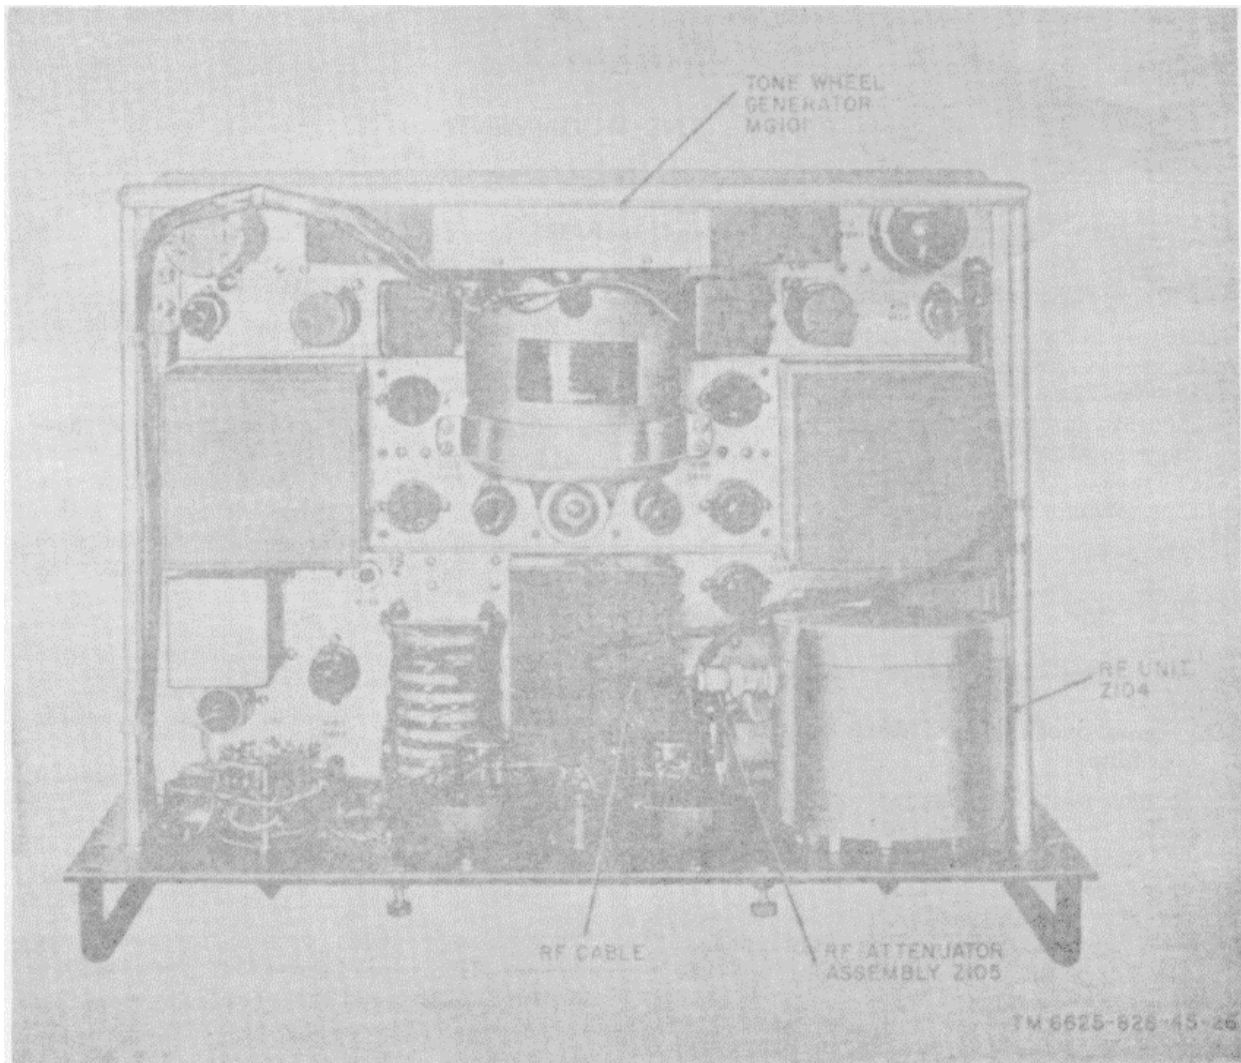 TONE WHEEL
GENERATOR
MG101
RF UNIT
Z104
RF CABLE
RF ATTENUATOR
ASSEMBLY Z105
TM 6625-828-45-26